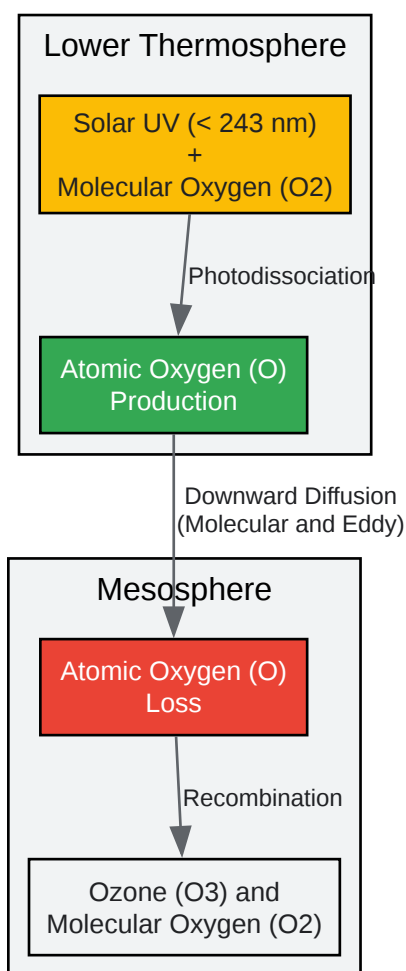 Lower Thermosphere
Solar UV (< 243 nm)
+
Molecular Oxygen (O2)
Photodissociation
Atomic Oxygen (O)
Production
Downward Diffusion
(Molecular and Eddy)
Mesosphere
Atomic Oxygen (O)
Loss
Recombination
Ozone (O3) and
Molecular Oxygen (O2)